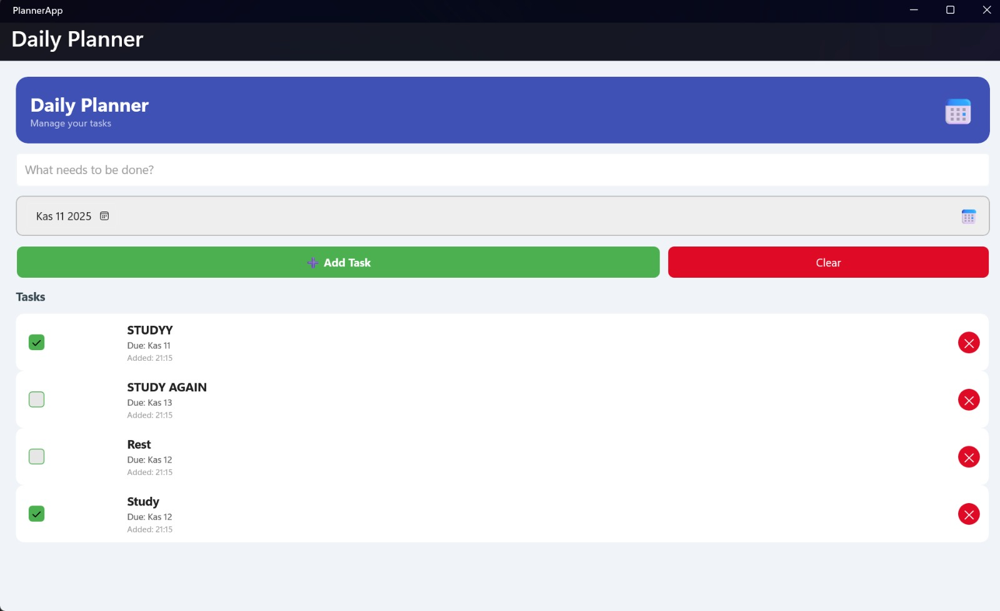 PlannerApp
Daily Planner
Daily Planner
Manage your tasks
What needs to be done?
Kas 11 2025
Add Task
Clear
Tasks
STUDYY
Due: Kas 11
Added: 21:15
STUDY AGAIN
Due: Kas 13
Added: 21:15
Rest
Due: Kas 12
Added: 21:15
Study
Due: Kas 12
Added: 21:15